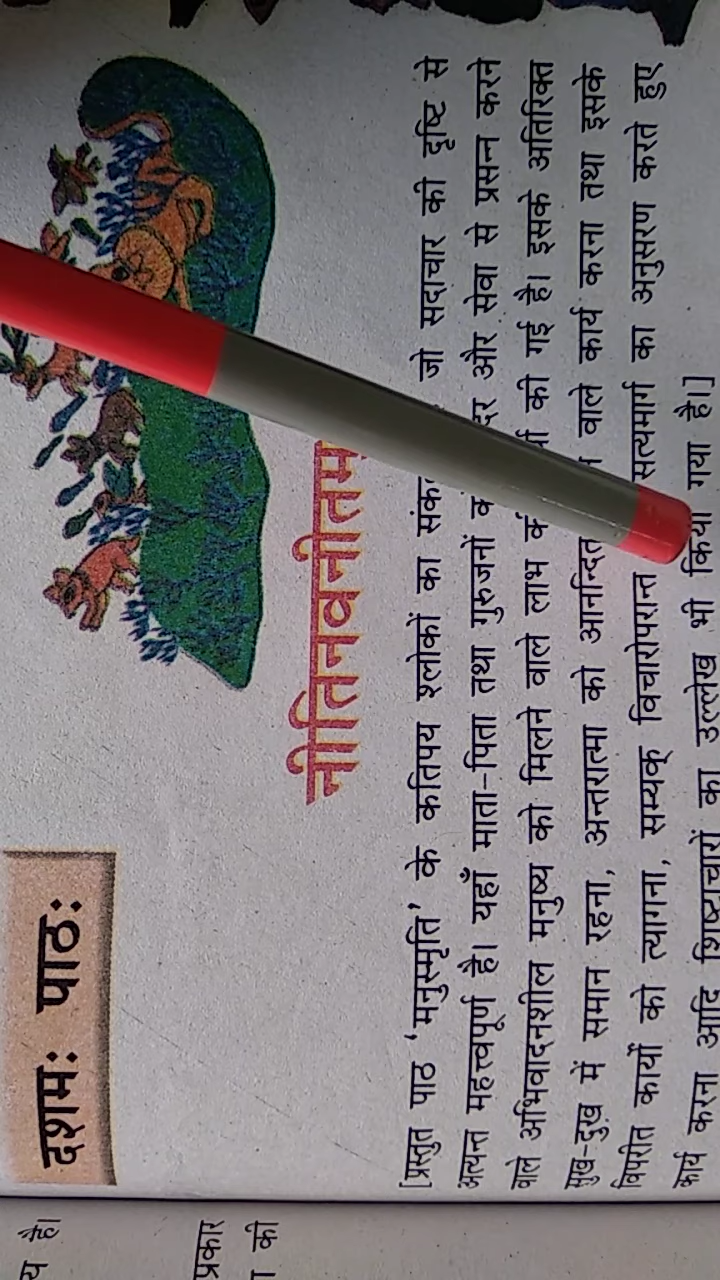 दशमः पाठः
नीतिनवनीतम्
[प्रस्तुत पाठ 'मनुस्मृति' के कतिपय श्लोकों का जो सदाचार की दृष्टि से
अत्यन्त महत्त्वपूर्ण है। यहाँ माता-पिता तथा गुरुजनों और सेवा से प्रसन्न करने
वाले अभिवादनशील मनुष्य को मिलने वाले लाभ की गई है। इसके अतिरिक्त
सुख-दुख में समान रहना, अन्तरात्मा को वाले कार्य करना तथा इसके
विपरीत कार्यों को त्यागना, सम्यक् विचारोपरान्त सत्यमार्ग का अनुसरण करते हुए
कार्य करना आदि शिष्टाचारों का उल्लेख भी किया गया है।]
है।
प्रकार
की